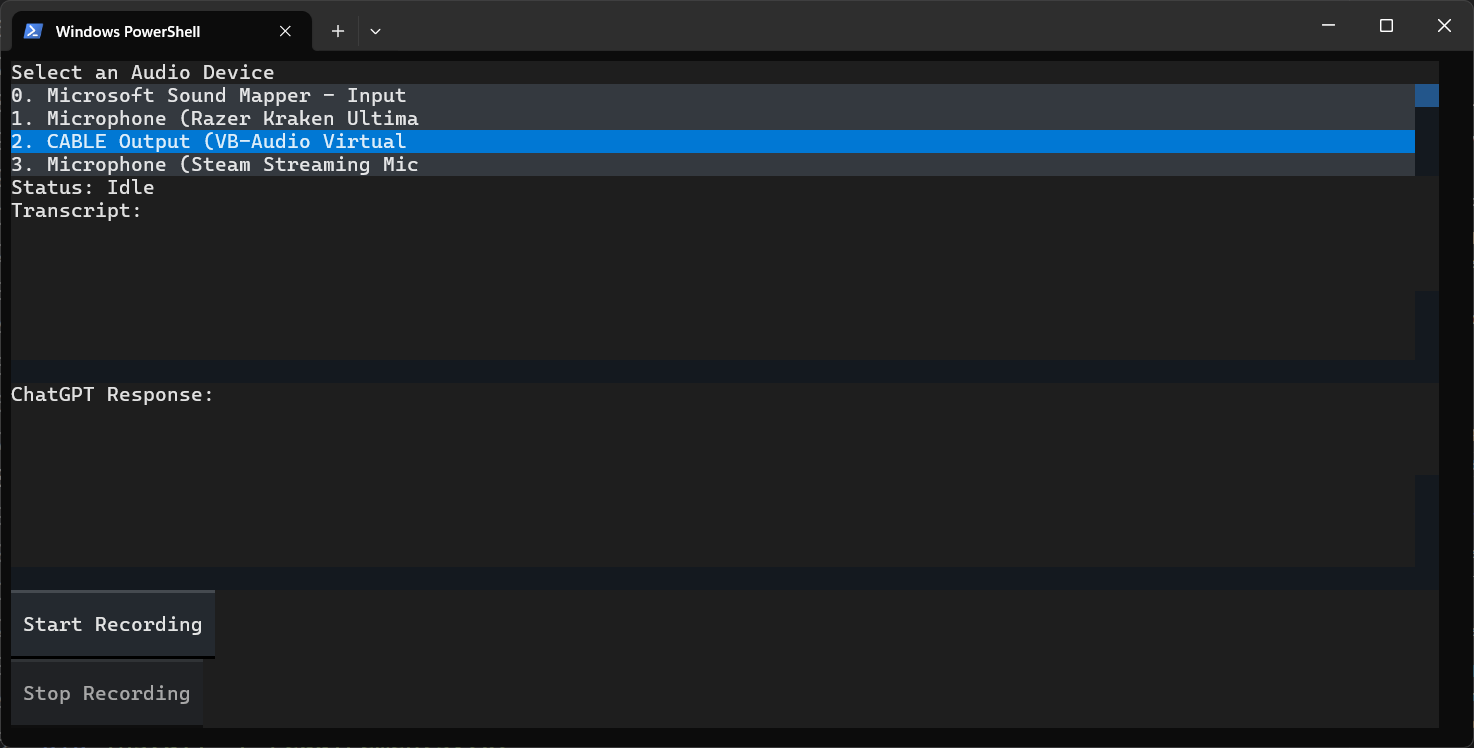 Windows PowerShell
Select an Audio Device
0. Microsoft Sound Mapper - Input
1. Microphone (Razer Kraken Ultima
2. CABLE Output (VB-Audio Virtual
3. Microphone (Steam Streaming Mic
Status: Idle
Transcript:
ChatGPT Response:
Start Recording
Stop Recording